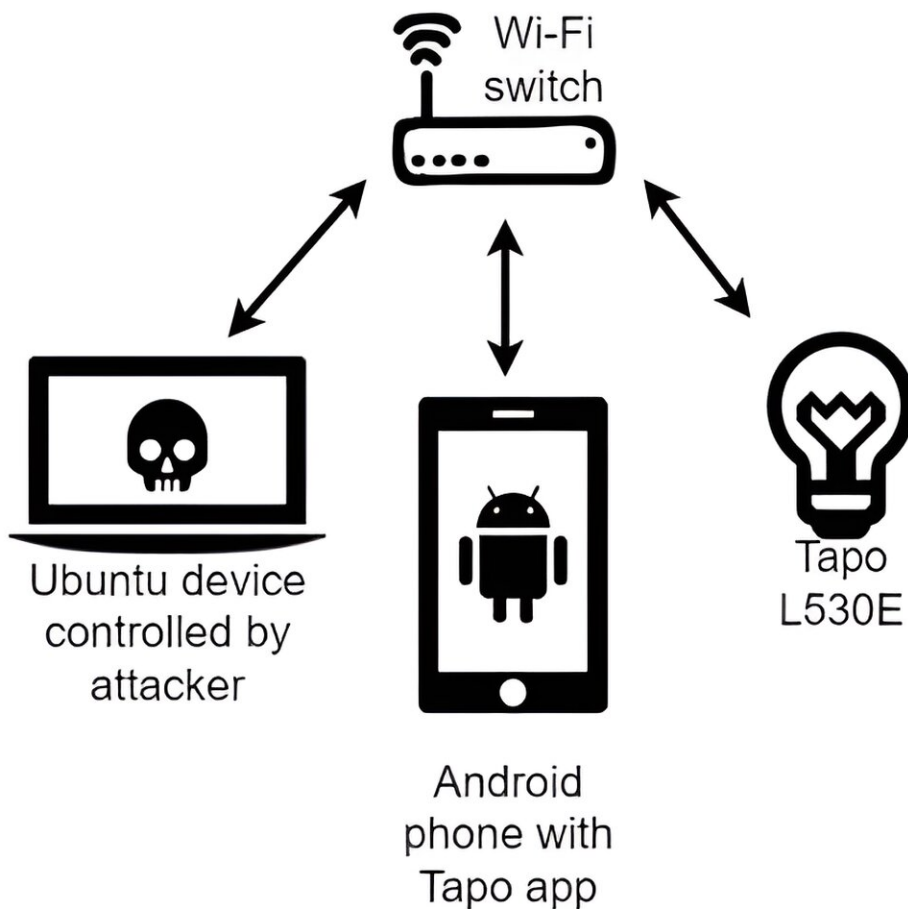 Wi-Fi
switch
Ubuntu device
controlled by
attacker
Android
phone with
Tapo app
Tapo
L530E